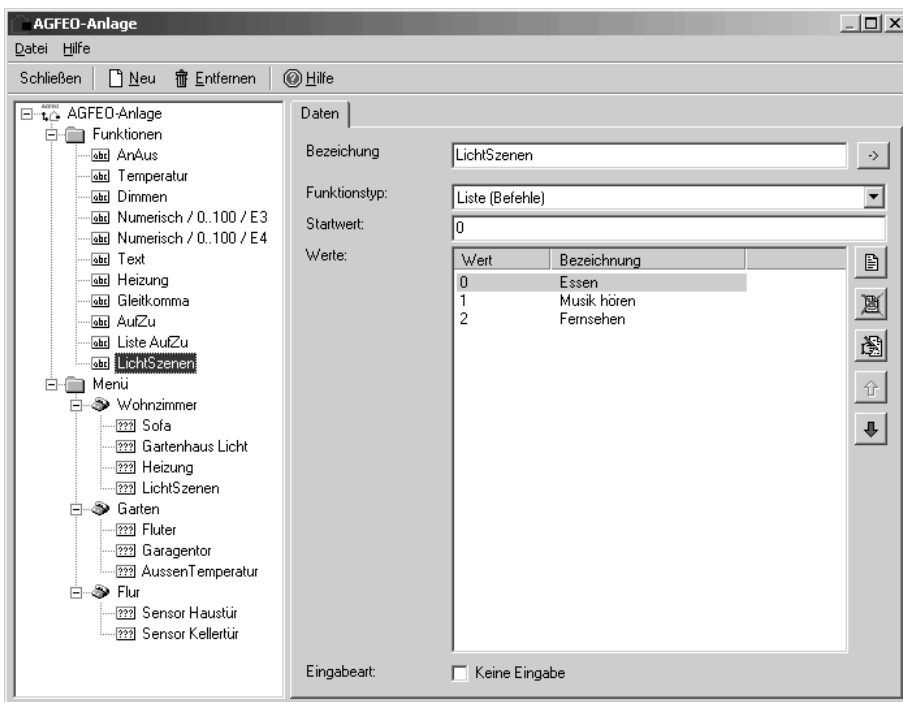 AGFEO-Anlage
Datei Hilfe
Schließen Neu Entfernen Hilfe
AGFEO-Anlage
Funktionen
AnAus
Temperatur
Dimmen
Numerisch / 0..100 / E3
Numerisch / 0..100 / E4
Text
Heizung
Gleitkomma
AufZu
Liste AufZu
LichtSzenen
Menü
Wohnzimmer
Sofa
Gartenhaus Licht
Heizung
LichtSzenen
Garten
Fluter
Garagentor
AussenTemperatur
Flur
Sensor Haustür
Sensor Kellertür
Daten
Bezeichung LichtSzenen ->
Funktionstyp: Liste (Befehle)
Startwert: 0
Werte: Wert Bezeichnung
0 Essen
1 Musik hören
2 Fernsehen
Eingabeart: Keine Eingabe